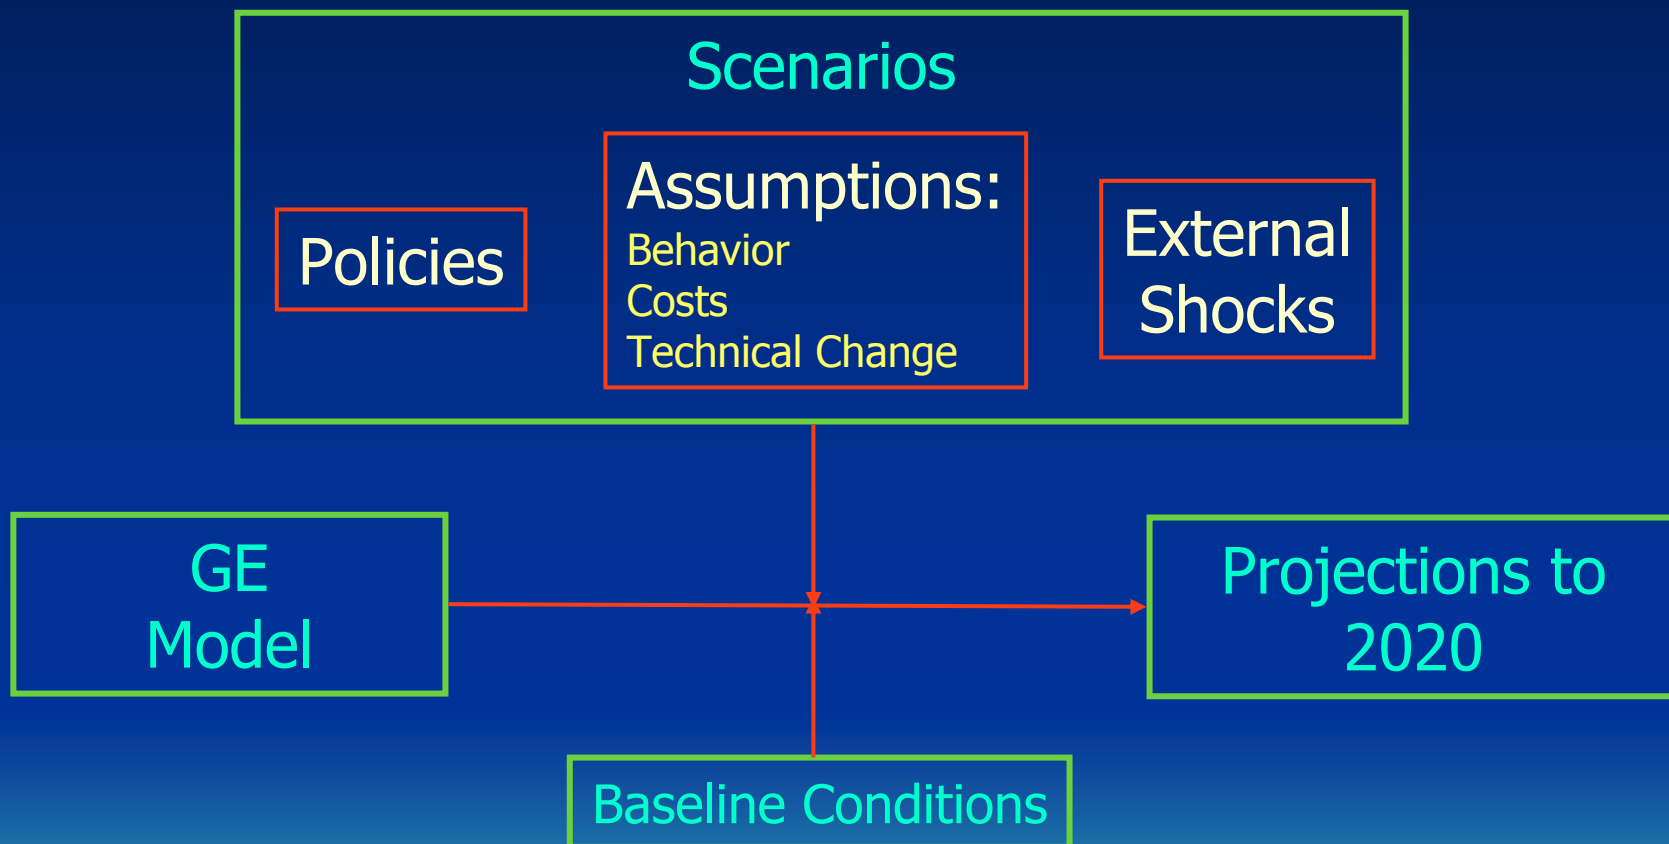 Scenarios
Policies
Assumptions:
Behavior
Costs
Technical Change
External
Shocks
GE
Model
Projections to
2020
Baseline Conditions